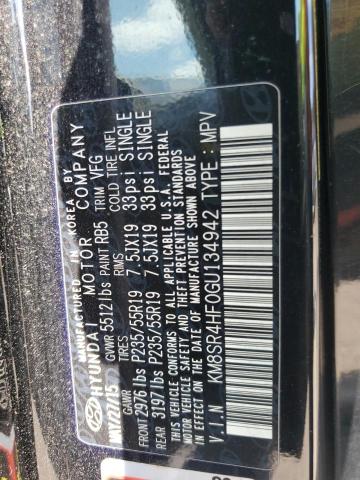 MANUFACTURED IN KOREA BY
HYUNDAI MOTOR COMPANY
MAY/27/15 GVWR 5512 lbs PAINT RB5 TRIM VFG
GAWR TIRES RIMS COLD TIRE INFL
FRONT 2976 lbs P235/55R19 7.5JX19 33psi SINGLE
REAR 3197 lbs P235/55R19 7.5JX19 33psi SINGLE
THIS VEHICLE CONFORMS TO ALL APPLICABLE U.S.A. FEDERAL
MOTOR VEHICLE SAFETY AND THEFT PREVENTION STANDARDS
IN EFFECT ON THE DATE OF MANUFACTURE SHOWN ABOVE
V.I.N : KM8SR4HF0GU134942 TYPE : MPV